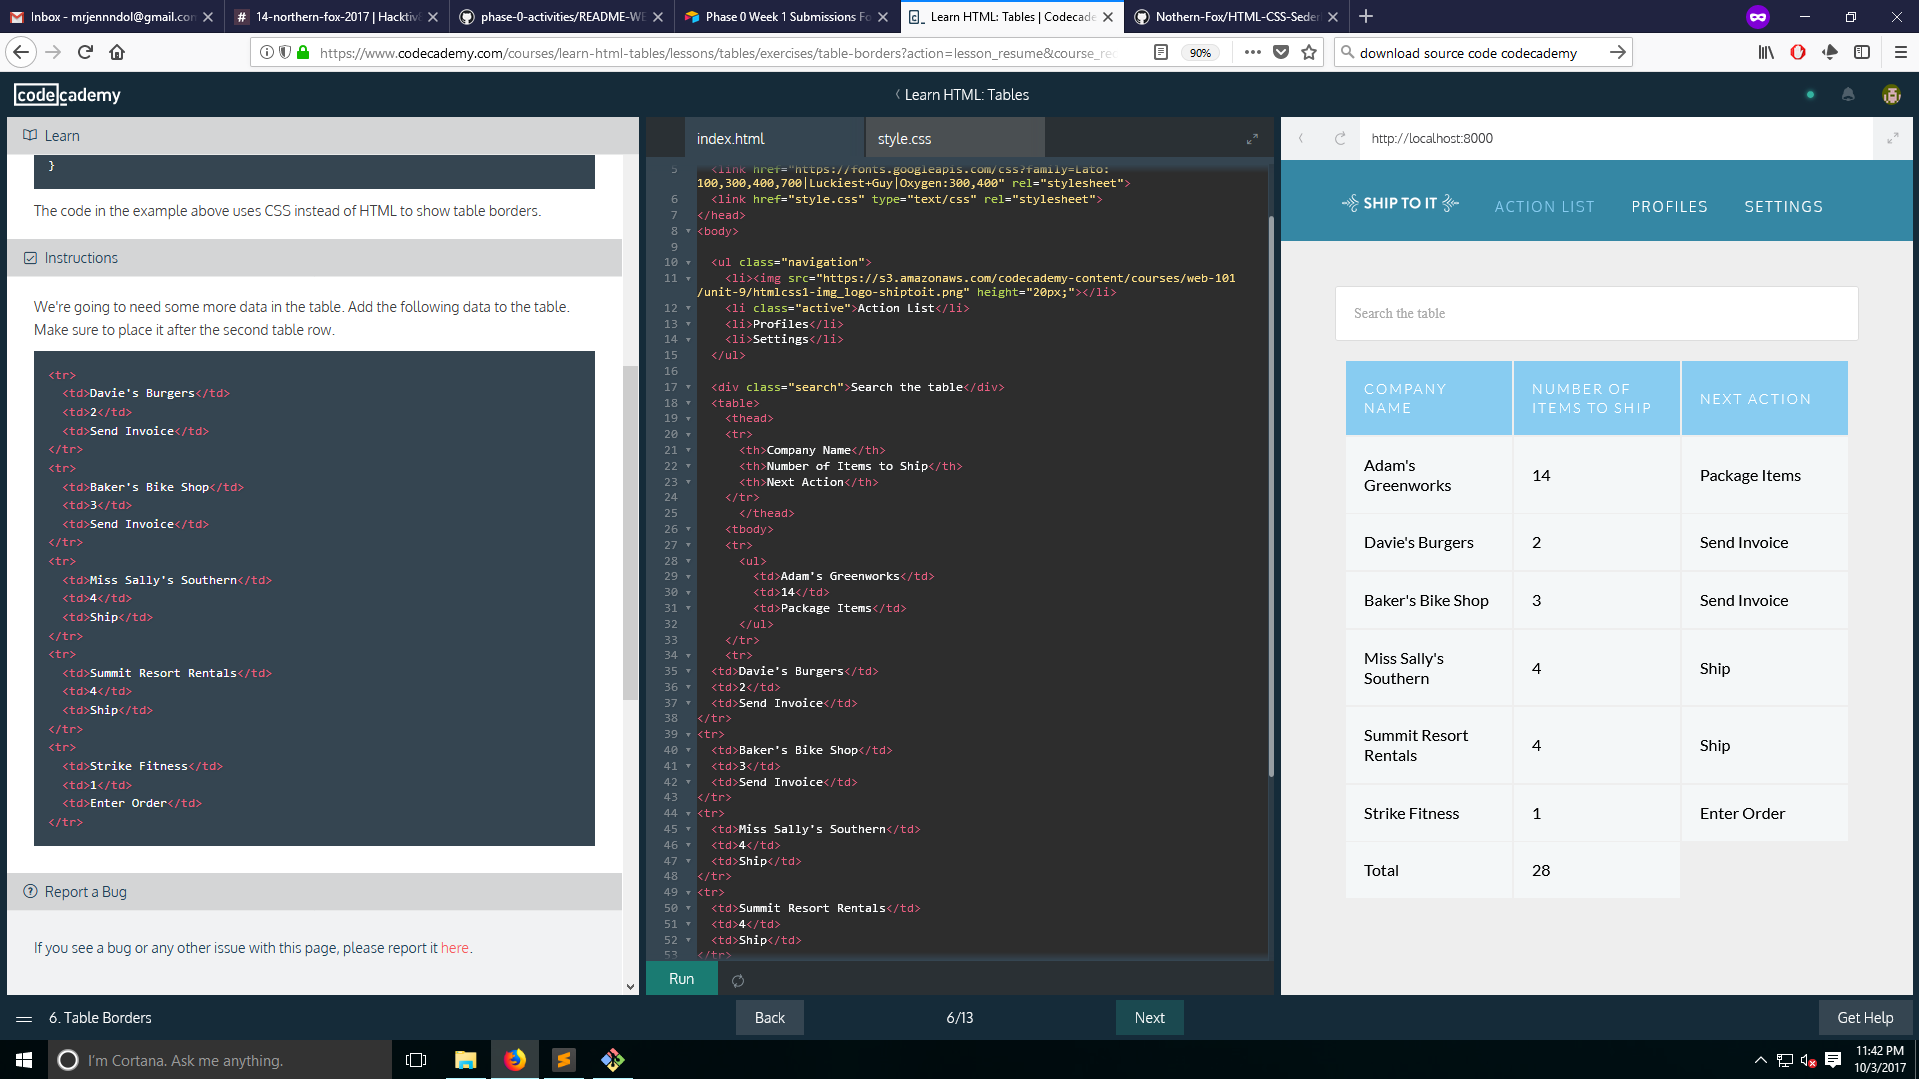 Inbox - mrjennndol@gmail.con
14-northern-fox-2017 | Hacktiv8
phase-0-activities/README-WE
Phase 0 Week 1 Submissions Fo
Learn HTML: Tables | Codecade
Nothern-Fox/HTML-CSS-Seder
https://www.codecademy.com/courses/learn-html-tables/lessons/tables/exercises/table-borders?action=lesson_resume&course_re
90%
download source code codecademy
codecademy
Learn HTML: Tables
Learn
}
The code in the example above uses CSS instead of HTML to show table borders.
Instructions
We're going to need some more data in the table. Add the following data to the table.
Make sure to place it after the second table row.
<tr>
<td>Davie's Burgers</td>
<td>2</td>
<td>Send Invoice</td>
</tr>
<tr>
<td>Baker's Bike Shop</td>
<td>3</td>
<td>Send Invoice</td>
</tr>
<tr>
<td>Miss Sally's Southern</td>
<td>4</td>
<td>Ship</td>
</tr>
<tr>
<td>Summit Resort Rentals</td>
<td>4</td>
<td>Ship</td>
</tr>
<tr>
<td>Strike Fitness</td>
<td>1</td>
<td>Enter Order</td>
</tr>
Report a Bug
If you see a bug or any other issue with this page, please report it here.
index.html
style.css
5 <link href="https://fonts.googleapis.com/css?family=Lato:
100,300,400,700|Luckiest+Guy|Oxygen:300,400" rel="stylesheet">
6 <link href="style.css" type="text/css" rel="stylesheet">
7 </head>
8 <body>
9
10 <ul class="navigation">
11 <li><img src="https://s3.amazonaws.com/codecademy-content/courses/web-101
/unit-9/htmlcss1-img_logo-shiptoit.png" height="20px;"></li>
12 <li class="active">Action List</li>
13 <li>Profiles</li>
14 <li>Settings</li>
15 </ul>
16
17 <div class="search">Search the table</div>
18 <table>
19 <thead>
20 <tr>
21 <th>Company Name</th>
22 <th>Number of Items to Ship</th>
23 <th>Next Action</th>
24 </tr>
25 </thead>
26 <tbody>
27 <tr>
28 <ul>
29 <td>Adam's Greenworks</td>
30 <td>14</td>
31 <td>Package Items</td>
32 </ul>
33 </tr>
34 <tr>
35 <td>Davie's Burgers</td>
36 <td>2</td>
37 <td>Send Invoice</td>
38 </tr>
39 <tr>
40 <td>Baker's Bike Shop</td>
41 <td>3</td>
42 <td>Send Invoice</td>
43 </tr>
44 <tr>
45 <td>Miss Sally's Southern</td>
46 <td>4</td>
47 <td>Ship</td>
48 </tr>
49 <tr>
50 <td>Summit Resort Rentals</td>
51 <td>4</td>
52 <td>Ship</td>
53 </tr>
Run
http://localhost:8000
SHIP TO IT
ACTION LIST
PROFILES
SETTINGS
Search the table
COMPANY NAME NUMBER OF ITEMS TO SHIP NEXT ACTION
Adam's Greenworks 14 Package Items
Davie's Burgers 2 Send Invoice
Baker's Bike Shop 3 Send Invoice
Miss Sally's Southern 4 Ship
Summit Resort Rentals 4 Ship
Strike Fitness 1 Enter Order
Total 28
6. Table Borders
Back
6/13
Next
Get Help
I'm Cortana. Ask me anything.
11:42 PM
10/3/2017